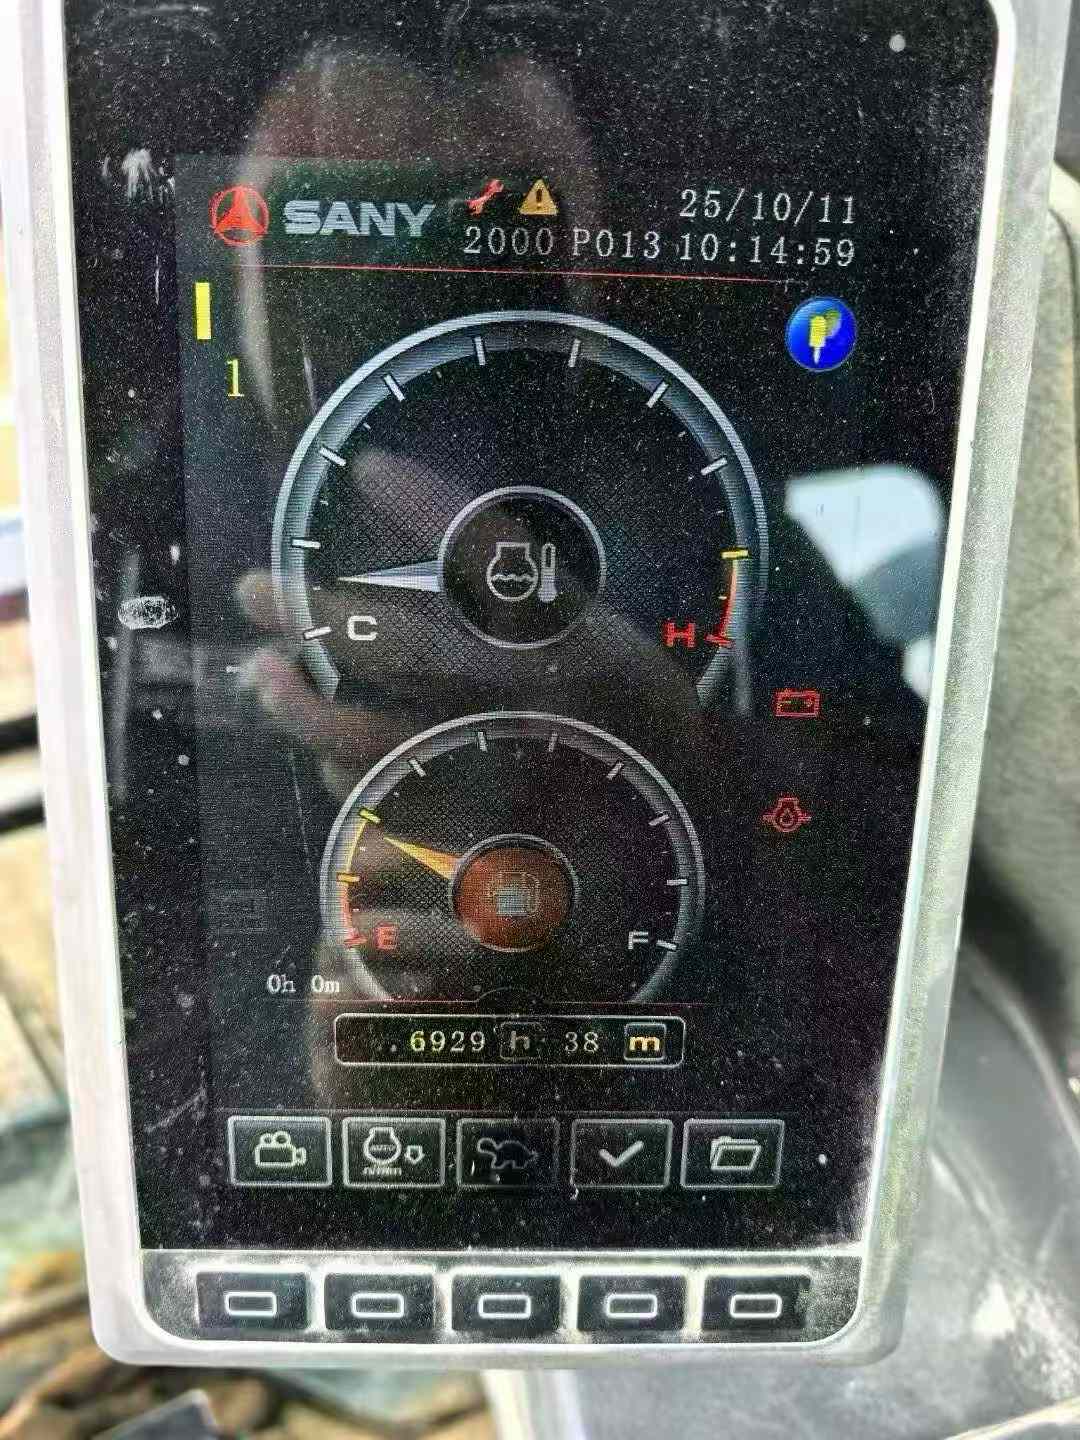 SANY
25/10/11
2000 P013 10:14:59
1
C
H
E
F
0h 0m
6929 h 38 m